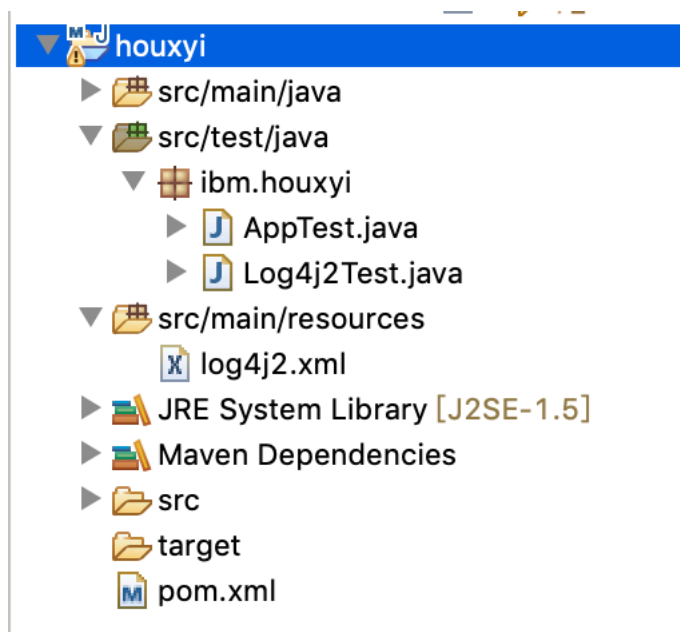 houxyi
src/main/java
src/test/java
ibm.houxyi
AppTest.java
Log4j2Test.java
src/main/resources
log4j2.xml
JRE System Library [J2SE-1.5]
Maven Dependencies
src
target
pom.xml